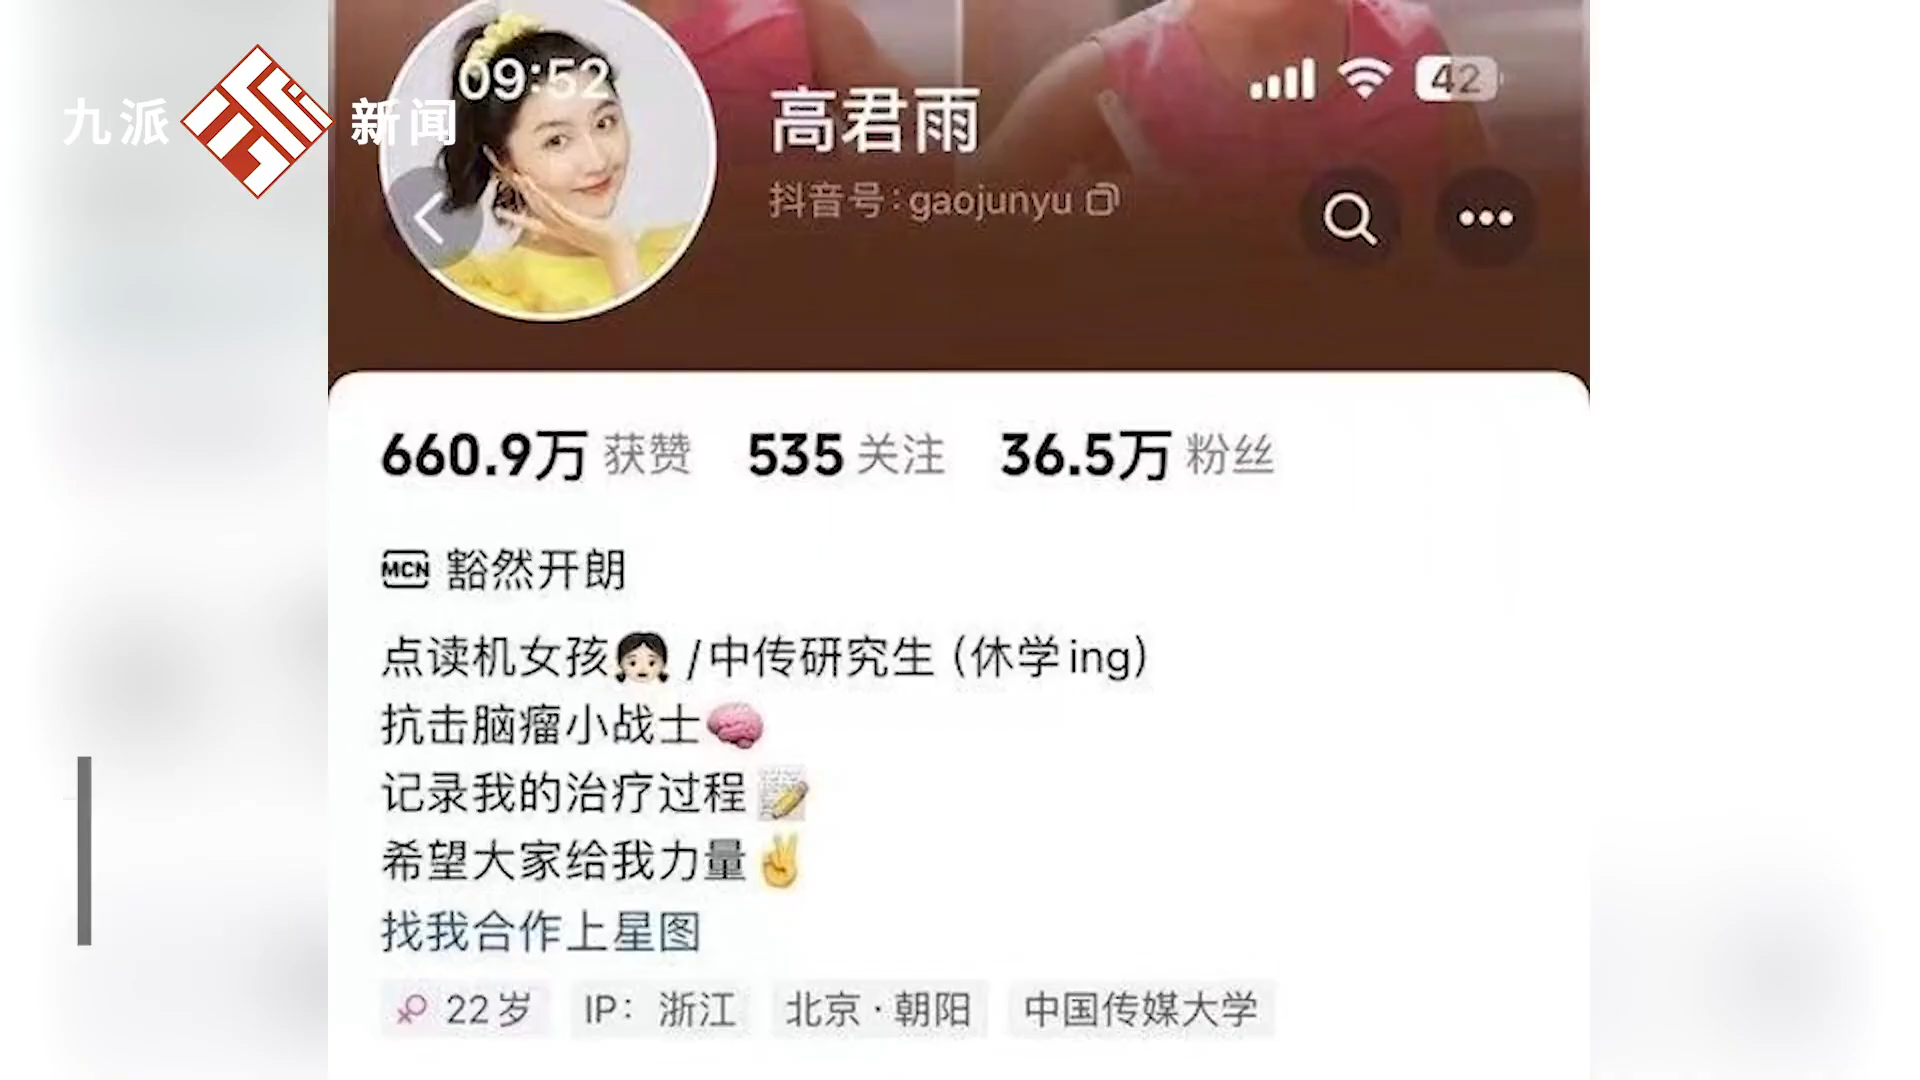 九派 新闻
09:52
42
高君雨
抖音号：gaojunyu
660.9万 获赞 535 关注 36.5万 粉丝
MCN 豁然开朗
点读机女孩👧🏻 /中传研究生（休学ing）
抗击脑瘤小战士🧠
记录我的治疗过程📝
希望大家给我力量✌️
找我合作上星图
22岁 IP：浙江 北京·朝阳 中国传媒大学